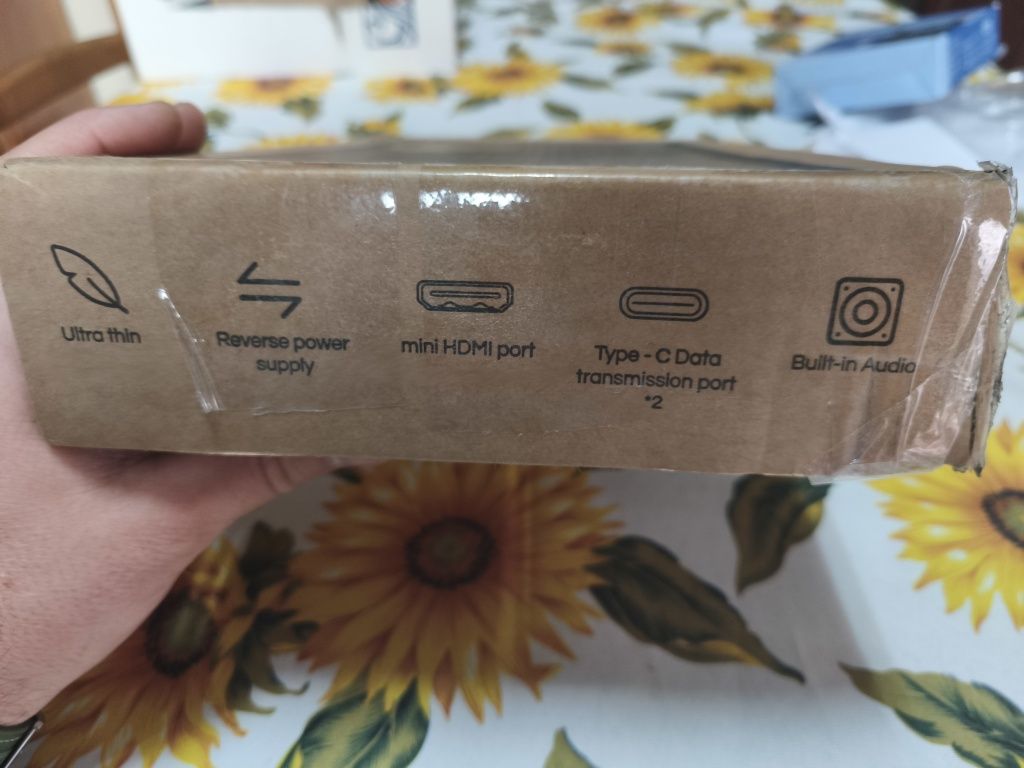 Ultra thin
Reverse power
supply
mini HDMI port
Type - C Data
transmission port
*2
Built-in Audio